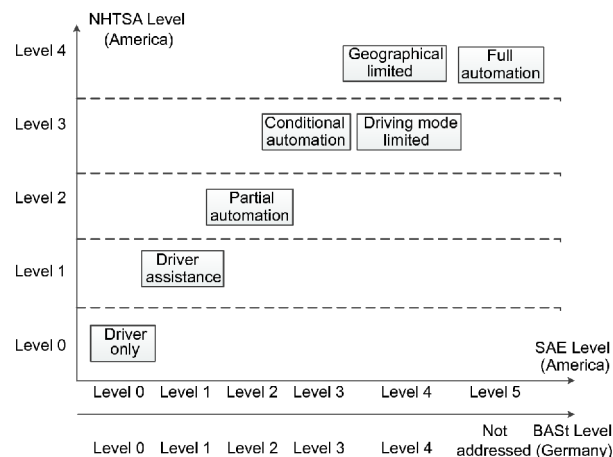 NHTSA Level
(America)
Level 4
Geographical
limited
Full
automation
Level 3
Conditional
automation
Driving mode
limited
Level 2
Partial
automation
Level 1
Driver
assistance
Level 0
Driver
only
SAE Level
(America)
Level 0 Level 1 Level 2 Level 3 Level 4 Level 5
Not
addressed
BASt Level
(Germany)
Level 0 Level 1 Level 2 Level 3 Level 4